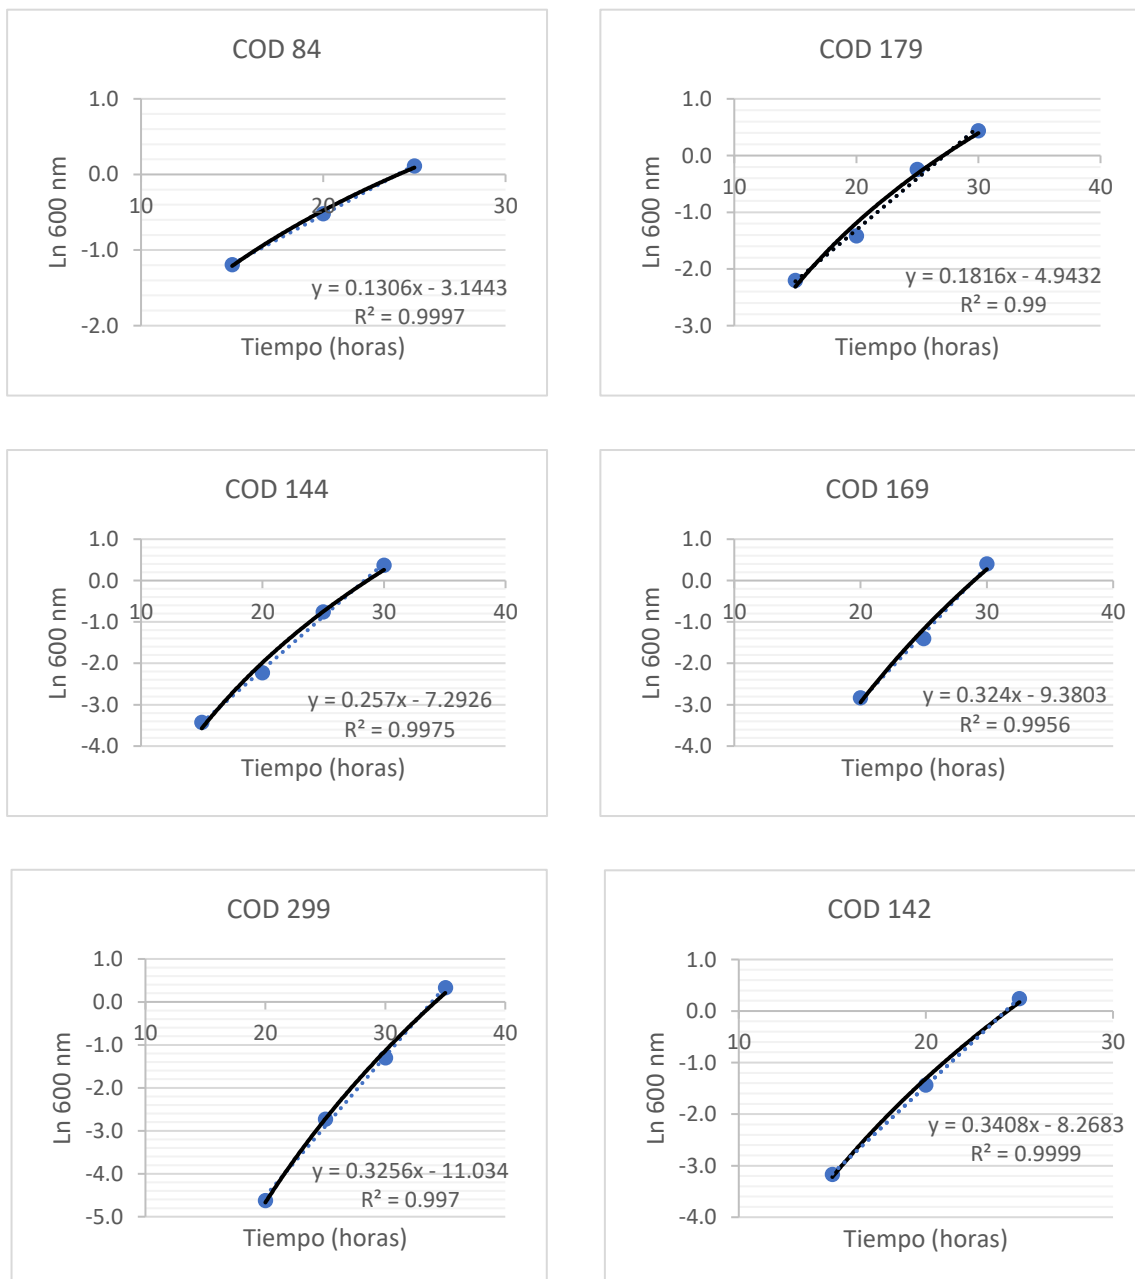 COD 84
1.0
0.0
-1.0
-2.0
10
20
30
Ln 600 nm
y = 0.1306x - 3.1443
R² = 0.9997
Tiempo (horas)
COD 179
1.0
0.0
-1.0
-2.0
-3.0
10
20
30
40
Ln 600 nm
y = 0.1816x - 4.9432
R² = 0.99
Tiempo (horas)
COD 144
1.0
0.0
-1.0
-2.0
-3.0
-4.0
10
20
30
40
Ln 600 nm
y = 0.257x - 7.2926
R² = 0.9975
Tiempo (horas)
COD 169
1.0
0.0
-1.0
-2.0
-3.0
-4.0
10
20
30
40
Ln 600 nm
y = 0.324x - 9.3803
R² = 0.9956
Tiempo (horas)
COD 299
1.0
0.0
-1.0
-2.0
-3.0
-4.0
-5.0
10
20
30
40
Ln 600 nm
y = 0.3256x - 11.034
R² = 0.997
Tiempo (horas)
COD 142
1.0
0.0
-1.0
-2.0
-3.0
-4.0
10
20
30
Ln 600 nm
y = 0.3408x - 8.2683
R² = 0.9999
Tiempo (horas)